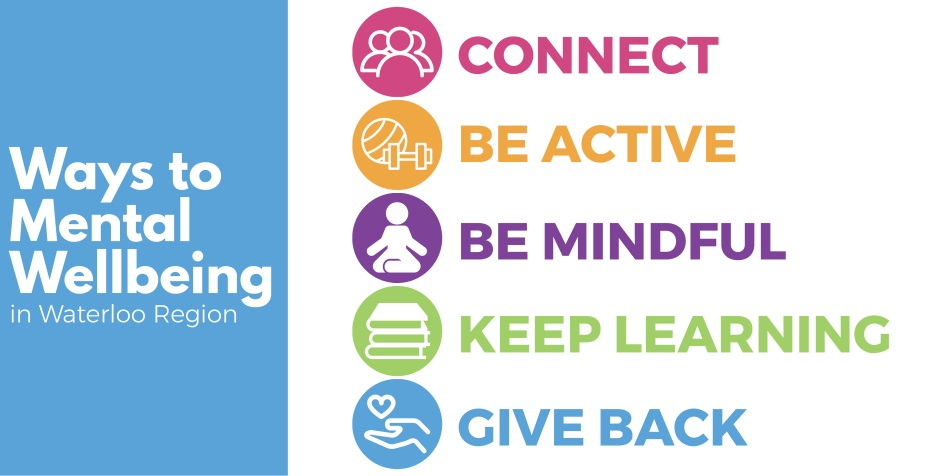 Ways to
Mental
Wellbeing
in Waterloo Region
CONNECT
BE ACTIVE
BE MINDFUL
KEEP LEARNING
GIVE BACK